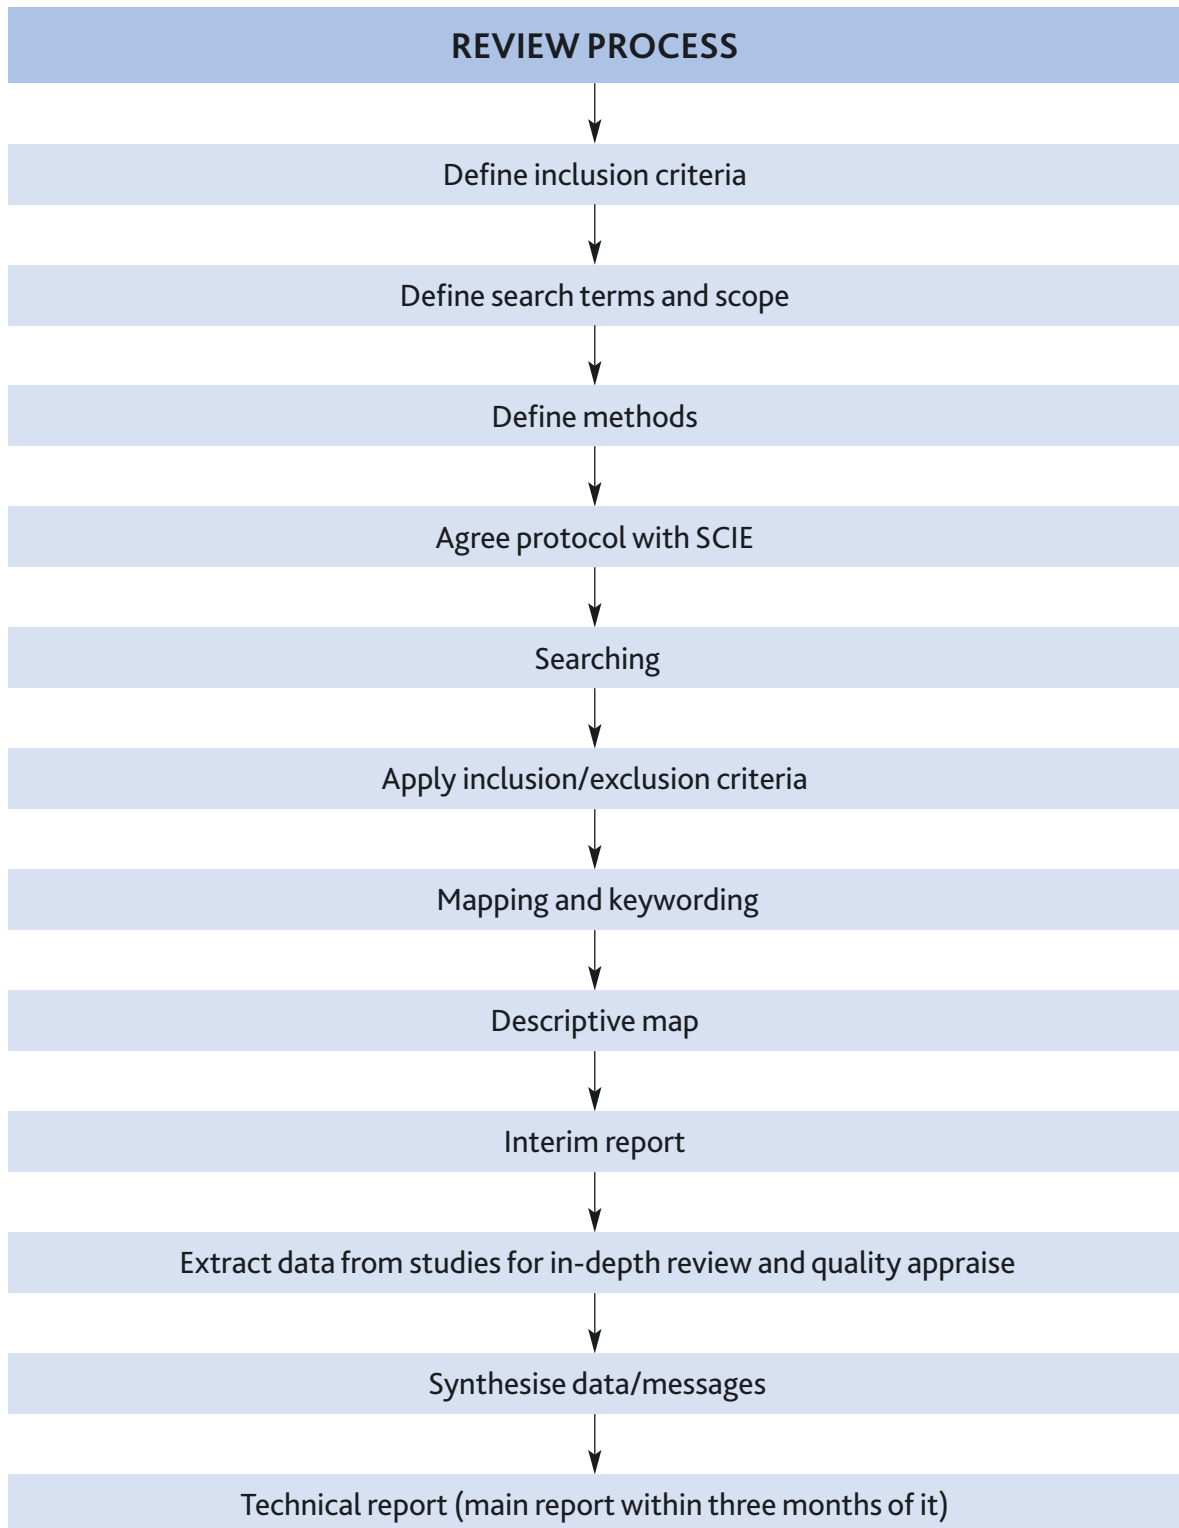 REVIEW PROCESS
Define inclusion criteria
Define search terms and scope
Define methods
Agree protocol with SCIE
Searching
Apply inclusion/exclusion criteria
Mapping and keywording
Descriptive map
Interim report
Extract data from studies for in-depth review and quality appraise
Synthesise data/messages
Technical report (main report within three months of it)